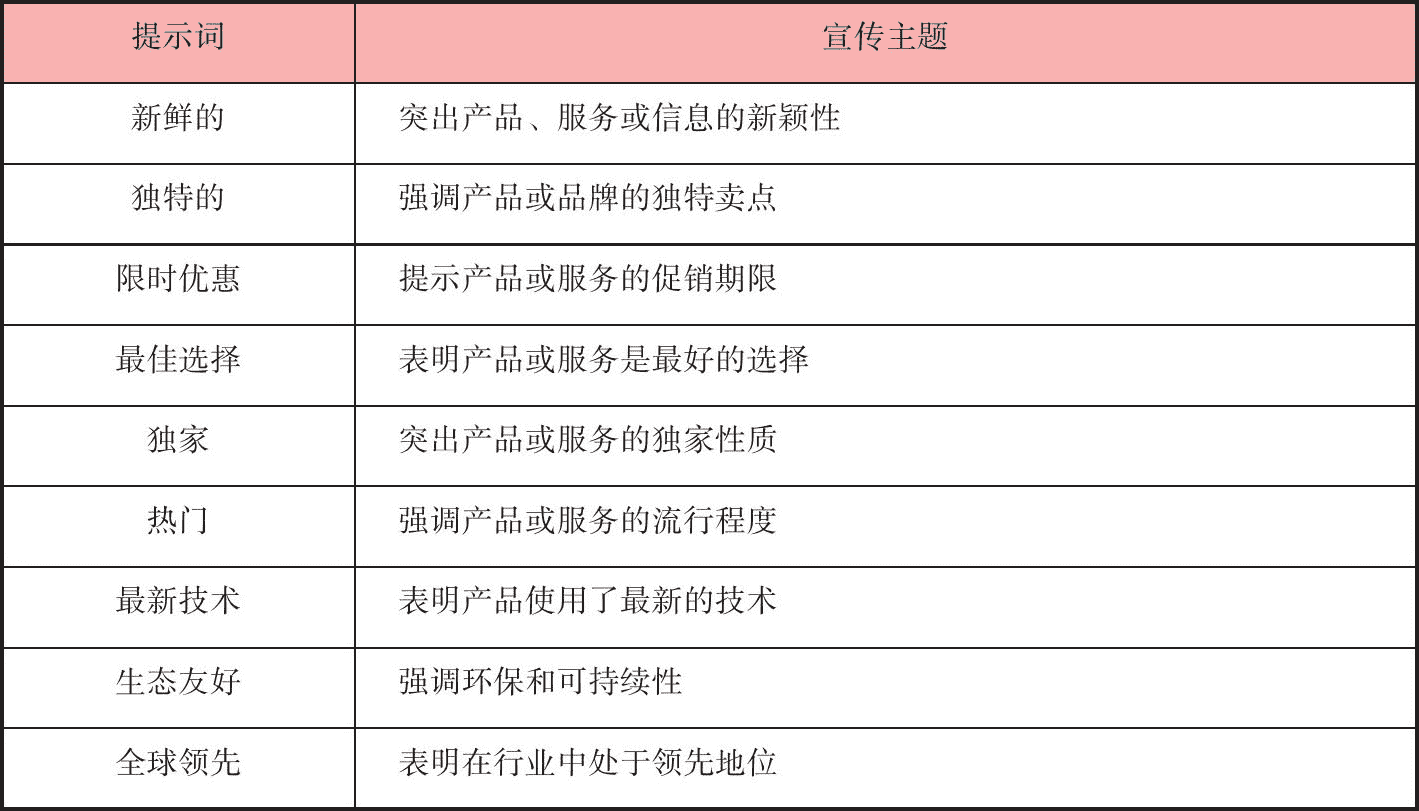 提示词 宣传主题
新鲜的 突出产品、服务或信息的新颖性
独特的 强调产品或品牌的独特卖点
限时优惠 提示产品或服务的促销期限
最佳选择 表明产品或服务是最好的选择
独家 突出产品或服务的独家性质
热门 强调产品或服务的流行程度
最新技术 表明产品使用了最新的技术
生态友好 强调环保和可持续性
全球领先 表明在行业中处于领先地位